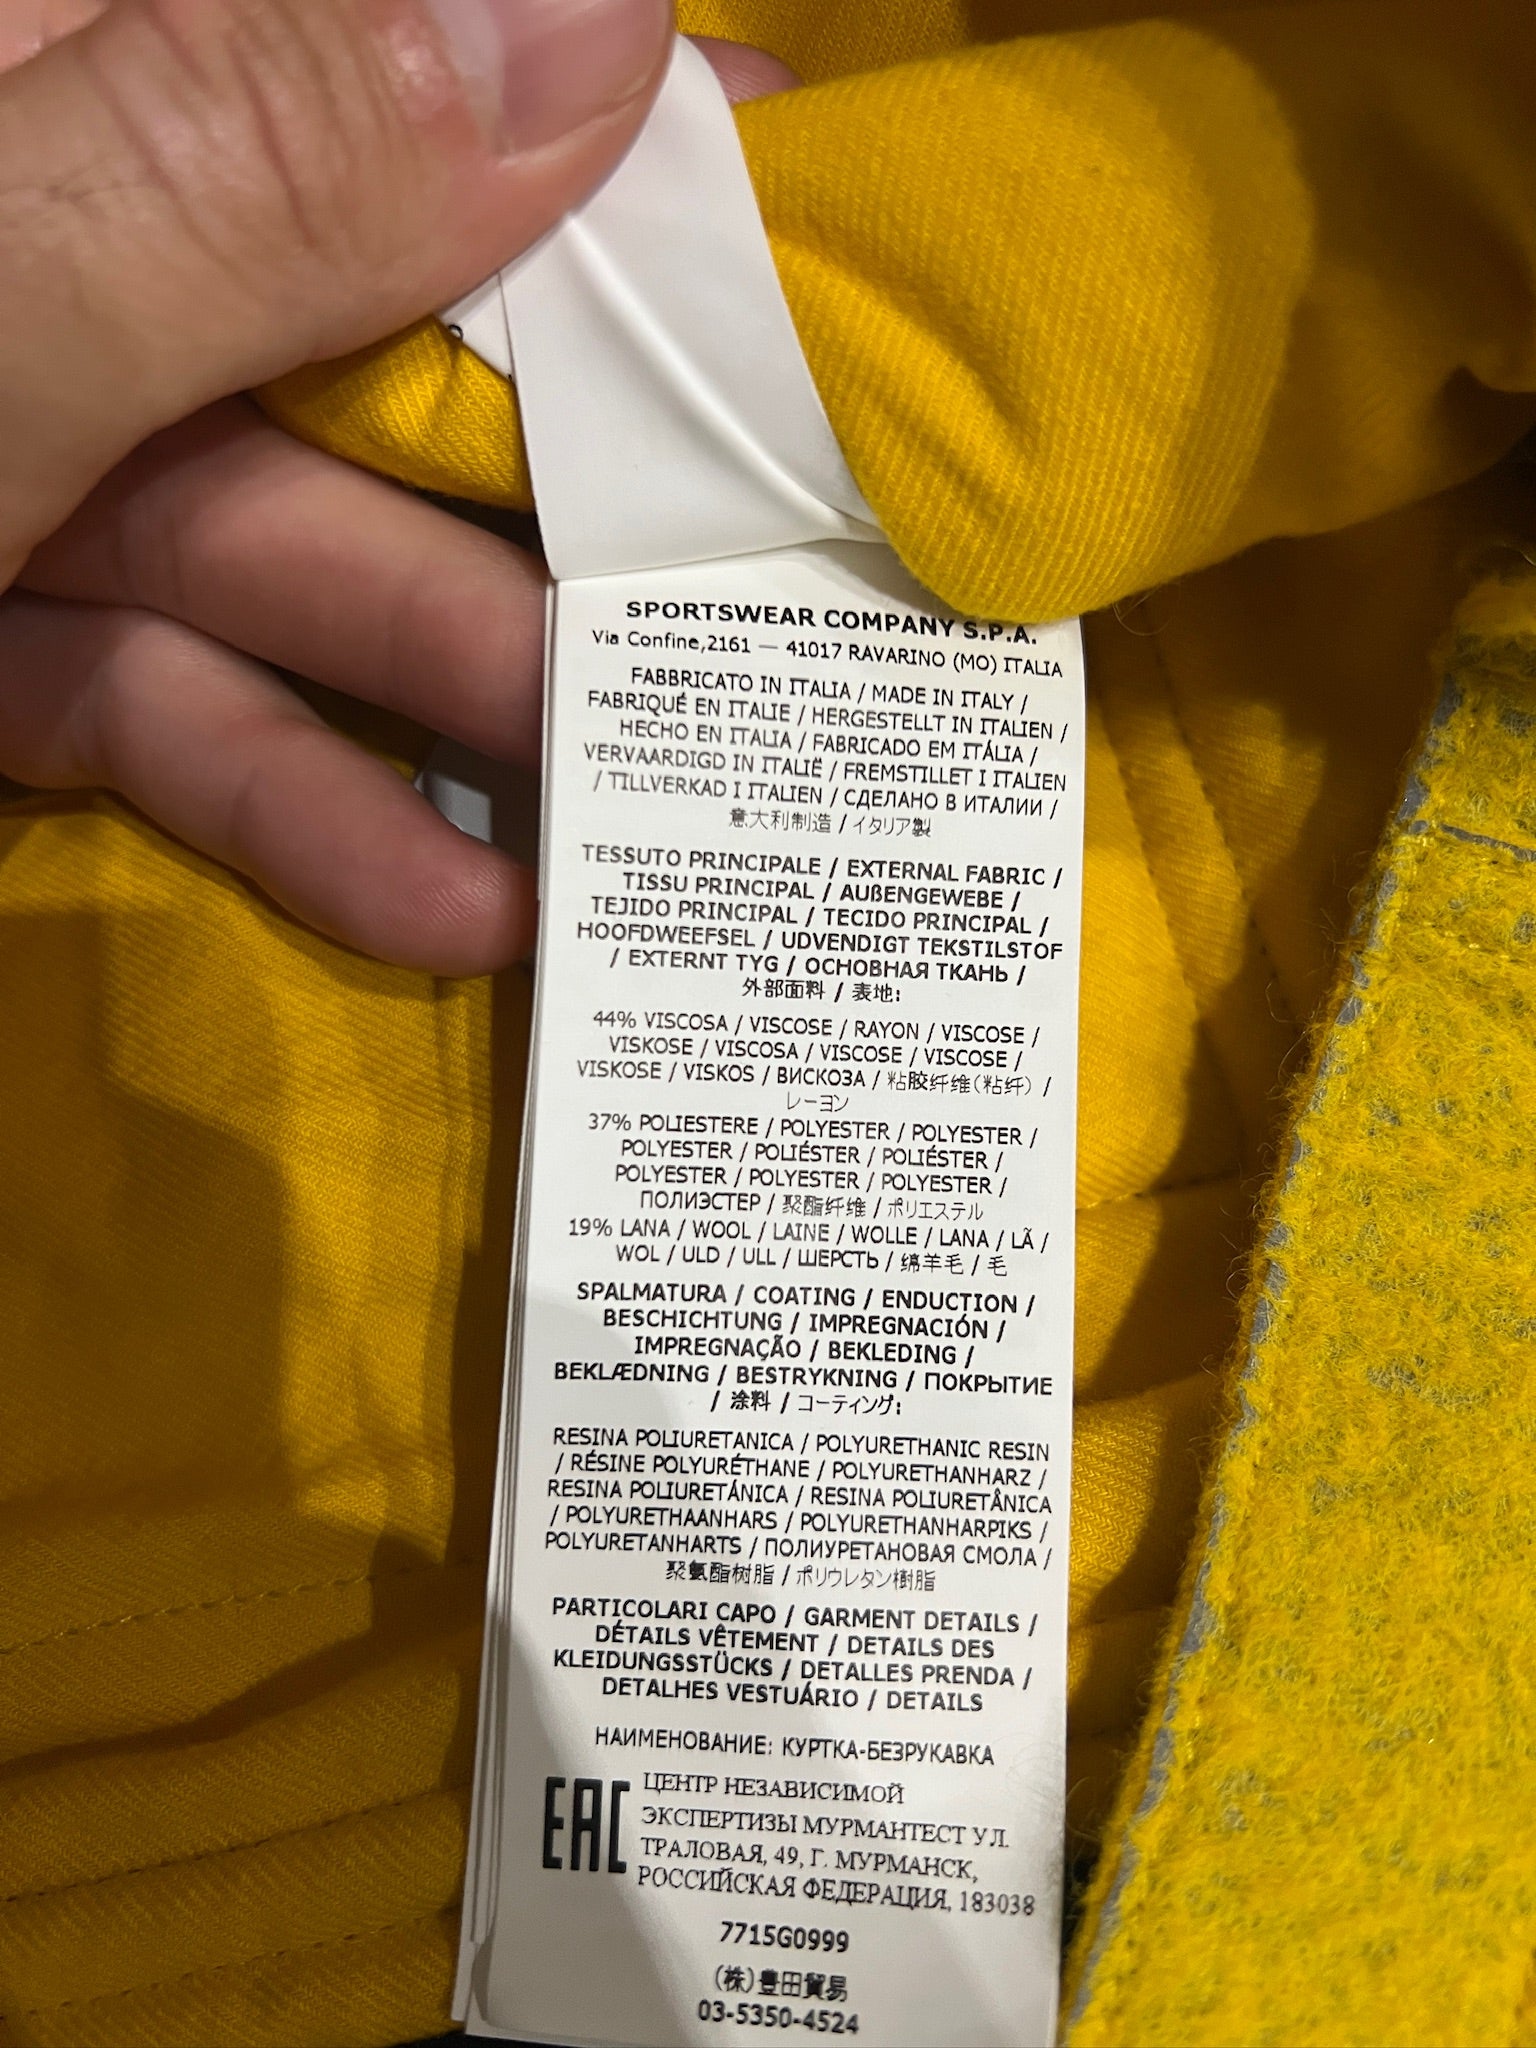 SPORTSWEAR COMPANY S.P.A.
Via Confine,2161 — 41017 RAVARINO (MO) ITALIA
FABBRICATO IN ITALIA / MADE IN ITALY /
FABRIQUÉ EN ITALIE / HERGESTELLT IN ITALIEN /
HECHO EN ITALIA / FABRICADO EM ITÁLIA /
VERVAARDIGD IN ITALIË / FREMSTILLET I ITALIEN
/ TILLVERKAD I ITALIEN / СДЕЛАНО В ИТАЛИИ /
意大利制造 / イタリア製
TESSUTO PRINCIPALE / EXTERNAL FABRIC /
TISSU PRINCIPAL / AUßENGEWEBE /
TEJIDO PRINCIPAL / TECIDO PRINCIPAL /
HOOFDWEEFSEL / UDVENDIGT TEKSTILSTOF
/ EXTERNT TYG / ОСНОВНАЯ ТКАНЬ /
外部面料 / 表地:
44% VISCOSA / VISCOSE / RAYON / VISCOSE /
VISKOSE / VISCOSA / VISCOSE / VISCOSE /
VISKOSE / VISKOS / ВИСКОЗА / 粘胶纤维(粘纤) /
レーヨン
37% POLIESTERE / POLYESTER / POLYESTER /
POLYESTER / POLIÉSTER / POLIÉSTER /
POLYESTER / POLYESTER / POLYESTER /
ПОЛИЭСТЕР / 聚酯纤维 / ポリエステル
19% LANA / WOOL / LAINE / WOLLE / LANA / LÃ /
WOL / ULD / ULL / ШЕРСТЬ / 绵羊毛 / 毛
SPALMATURA / COATING / ENDUCTION /
BESCHICHTUNG / IMPREGNACIÓN /
IMPREGNAÇÃO / BEKLEDING /
BEKLÆDNING / BESTRYKNING / ПОКРЫТИЕ
/ 涂料 / コーティング:
RESINA POLIURETANICA / POLYURETHANIC RESIN
/ RÉSINE POLYURÉTHANE / POLYURETHANHARZ /
RESINA POLIURETÁNICA / RESINA POLIURETÂNICA
/ POLYURETHAANHARS / POLYURETHANHARPIKS /
POLYURETANHARTS / ПОЛИУРЕТАНОВАЯ СМОЛА /
聚氨酯树脂 / ポリウレタン樹脂
PARTICOLARI CAPO / GARMENT DETAILS /
DÉTAILS VÊTEMENT / DETAILS DES
KLEIDUNGSSTÜCKS / DETALLES PRENDA /
DETALHES VESTUÁRIO / DETAILS
НАИМЕНОВАНИЕ: КУРТКА-БЕЗРУКАВКА
EAC ЦЕНТР НЕЗАВИСИМОЙ
ЭКСПЕРТИЗЫ МУРМАНТЕСТ УЛ.
ТРАЛОВАЯ, 49, Г. МУРМАНСК,
РОССИЙСКАЯ ФЕДЕРАЦИЯ, 183038
7715G0999
(株)豊田貿易
03-5350-4524